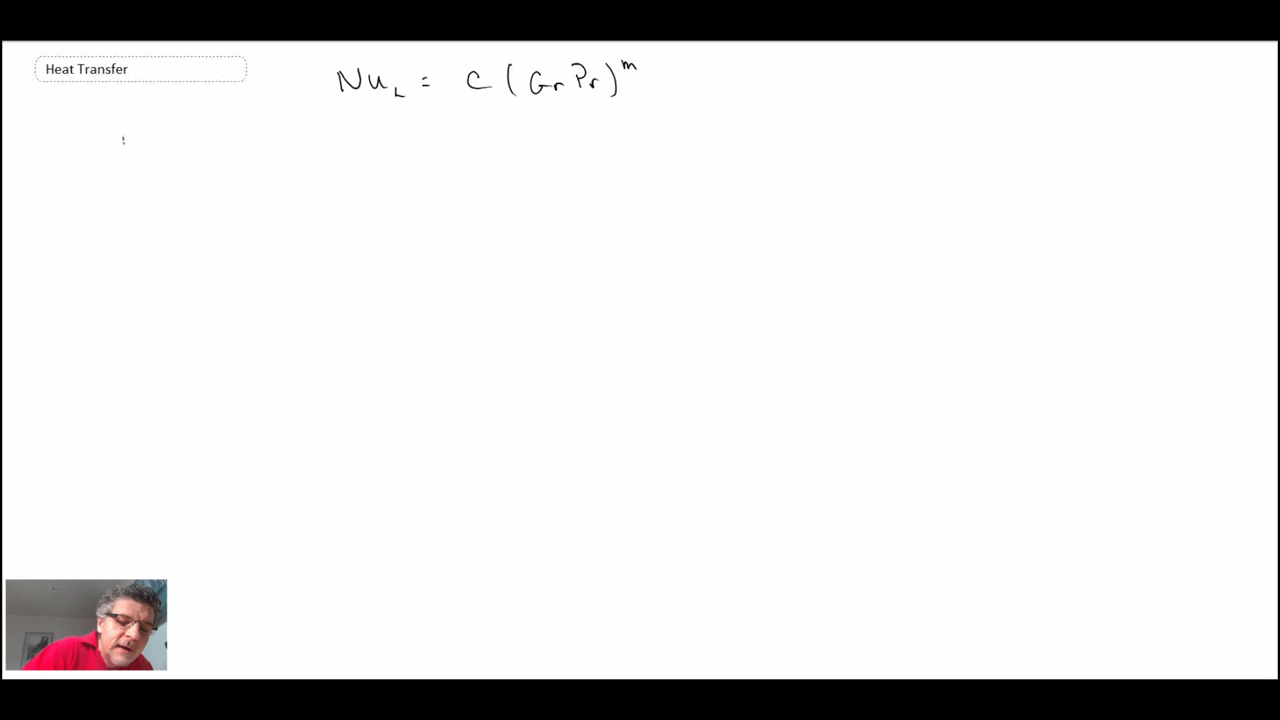 Heat Transfer
Nu_L = C (Gr Pr)^m